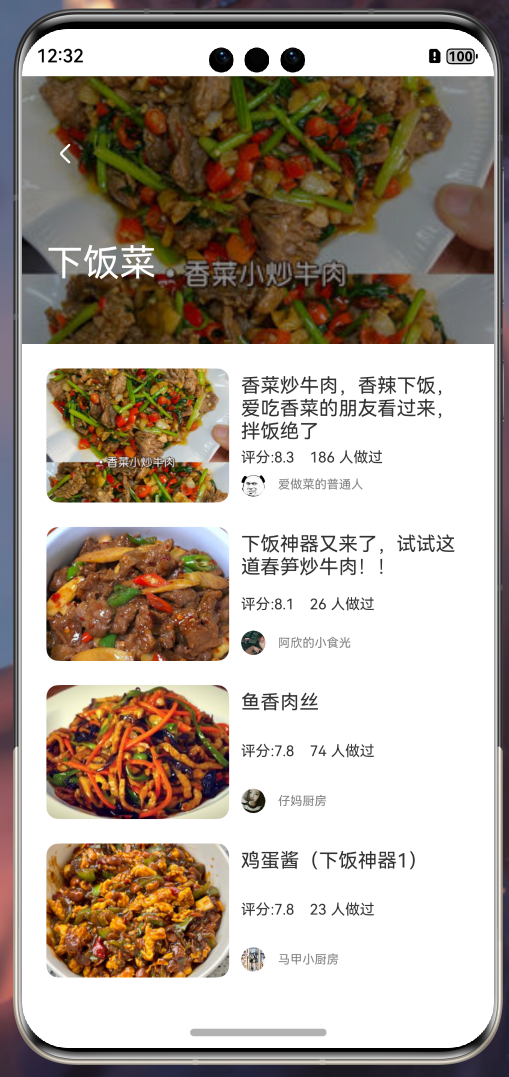 12:32
100
下饭菜
·香菜小炒牛肉
香菜炒牛肉，香辣下饭，
爱吃香菜的朋友看过来，
拌饭绝了
·香菜小炒牛肉
评分:8.3 186 人做过
爱做菜的普通人
下饭神器又来了，试试这
道春笋炒牛肉！！
评分:8.1 26 人做过
阿欣的小食光
鱼香肉丝
评分:7.8 74 人做过
仔妈厨房
鸡蛋酱（下饭神器1）
评分:7.8 23 人做过
马甲小厨房